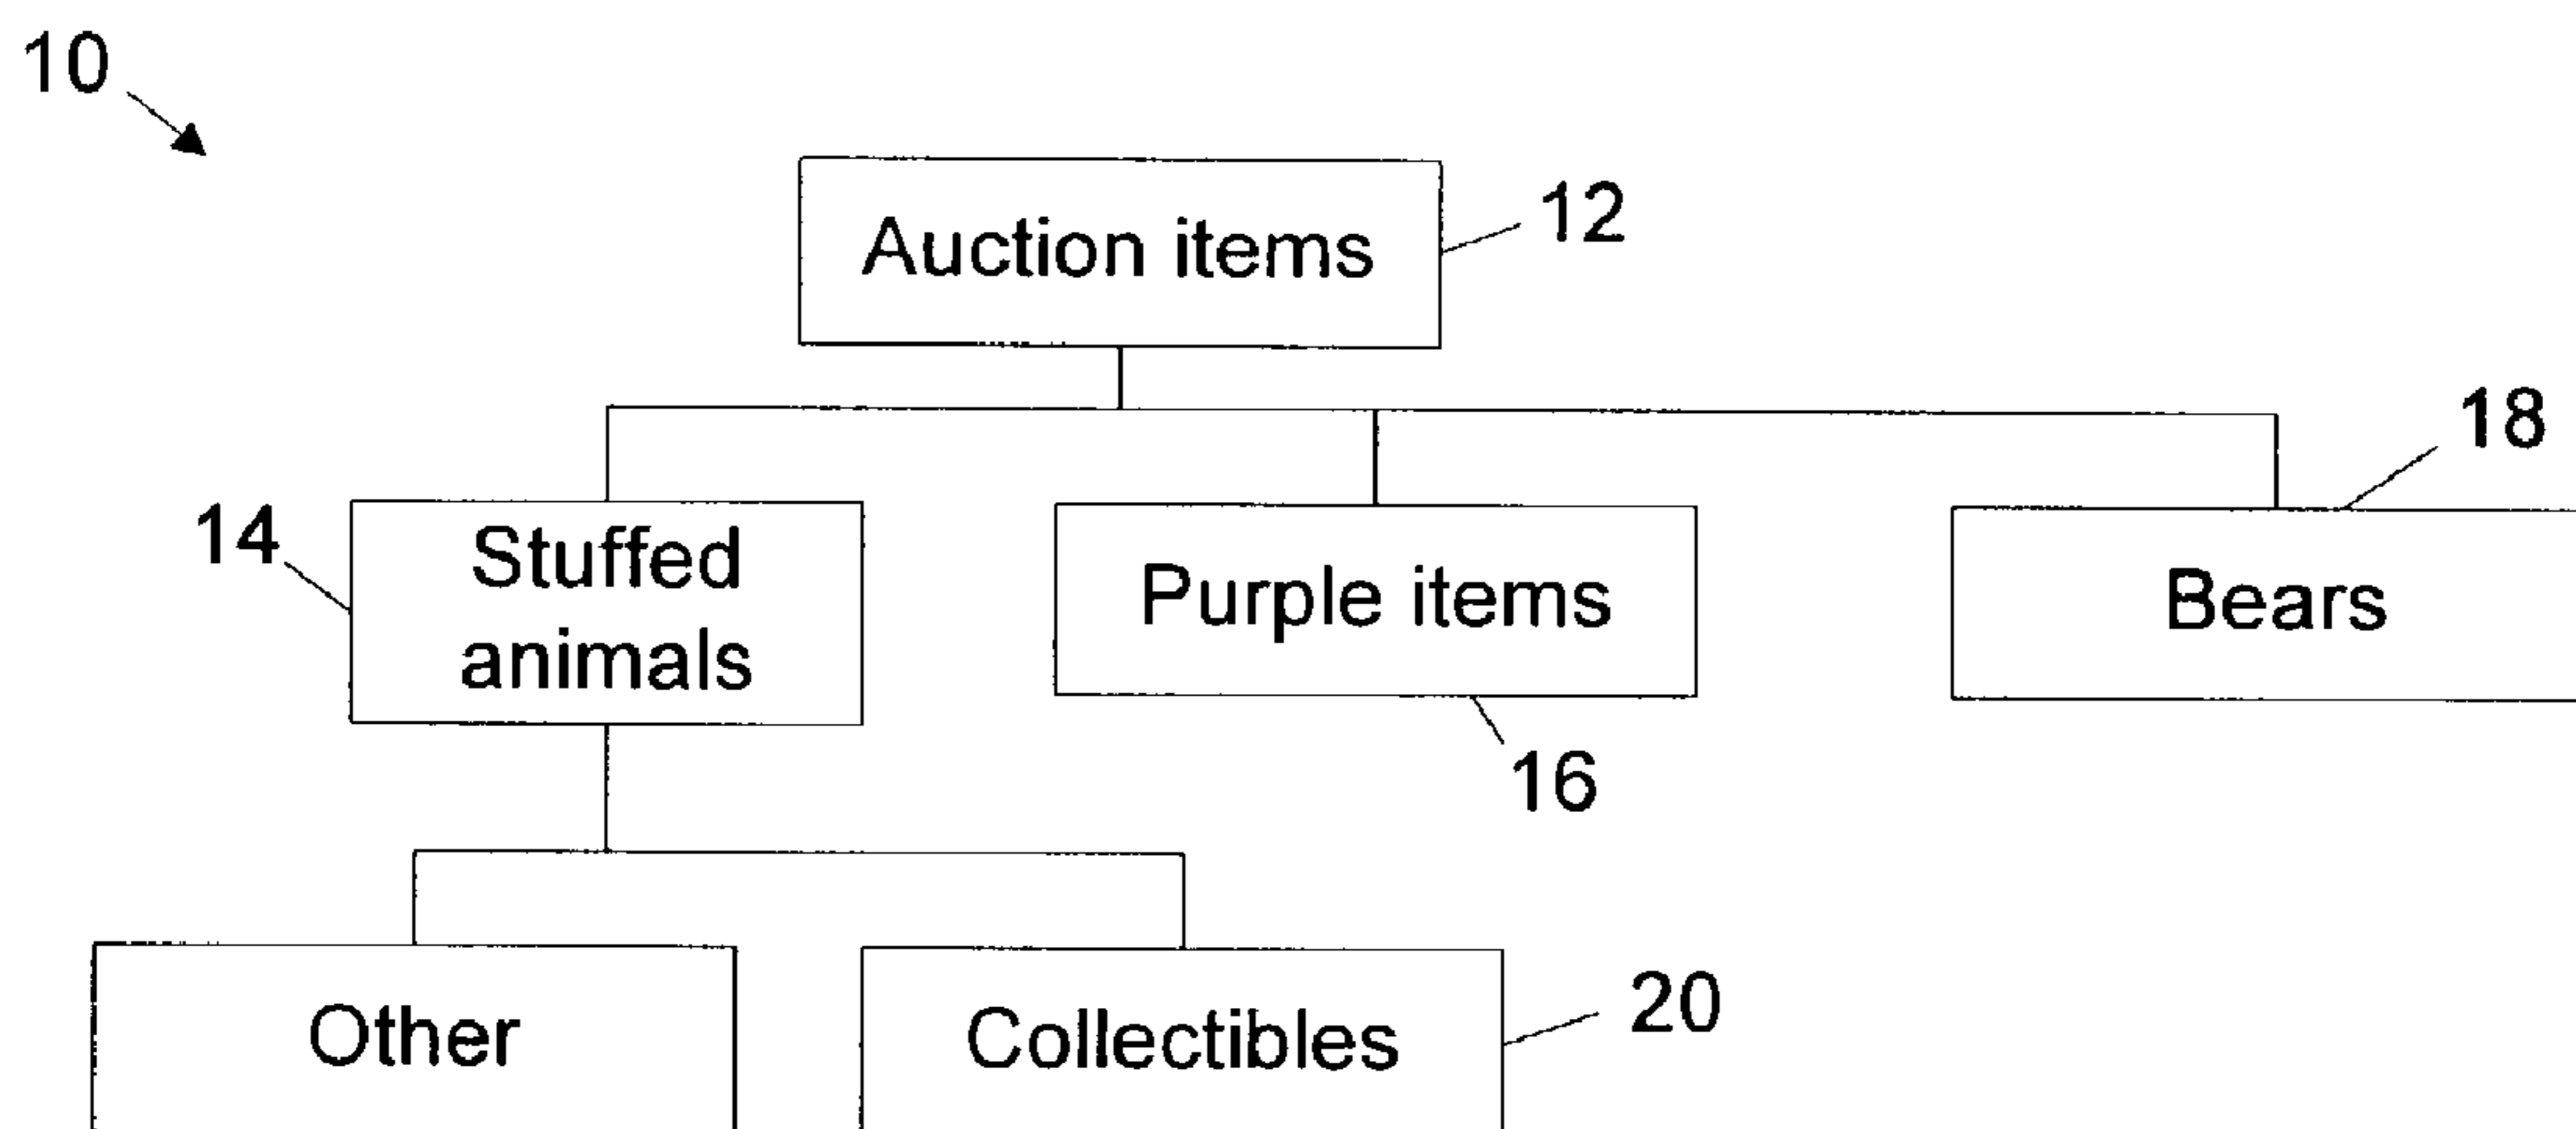 10
Auction items
12
18
14
Stuffed
animals
Purple items
Bears
16
Other
Collectibles
20